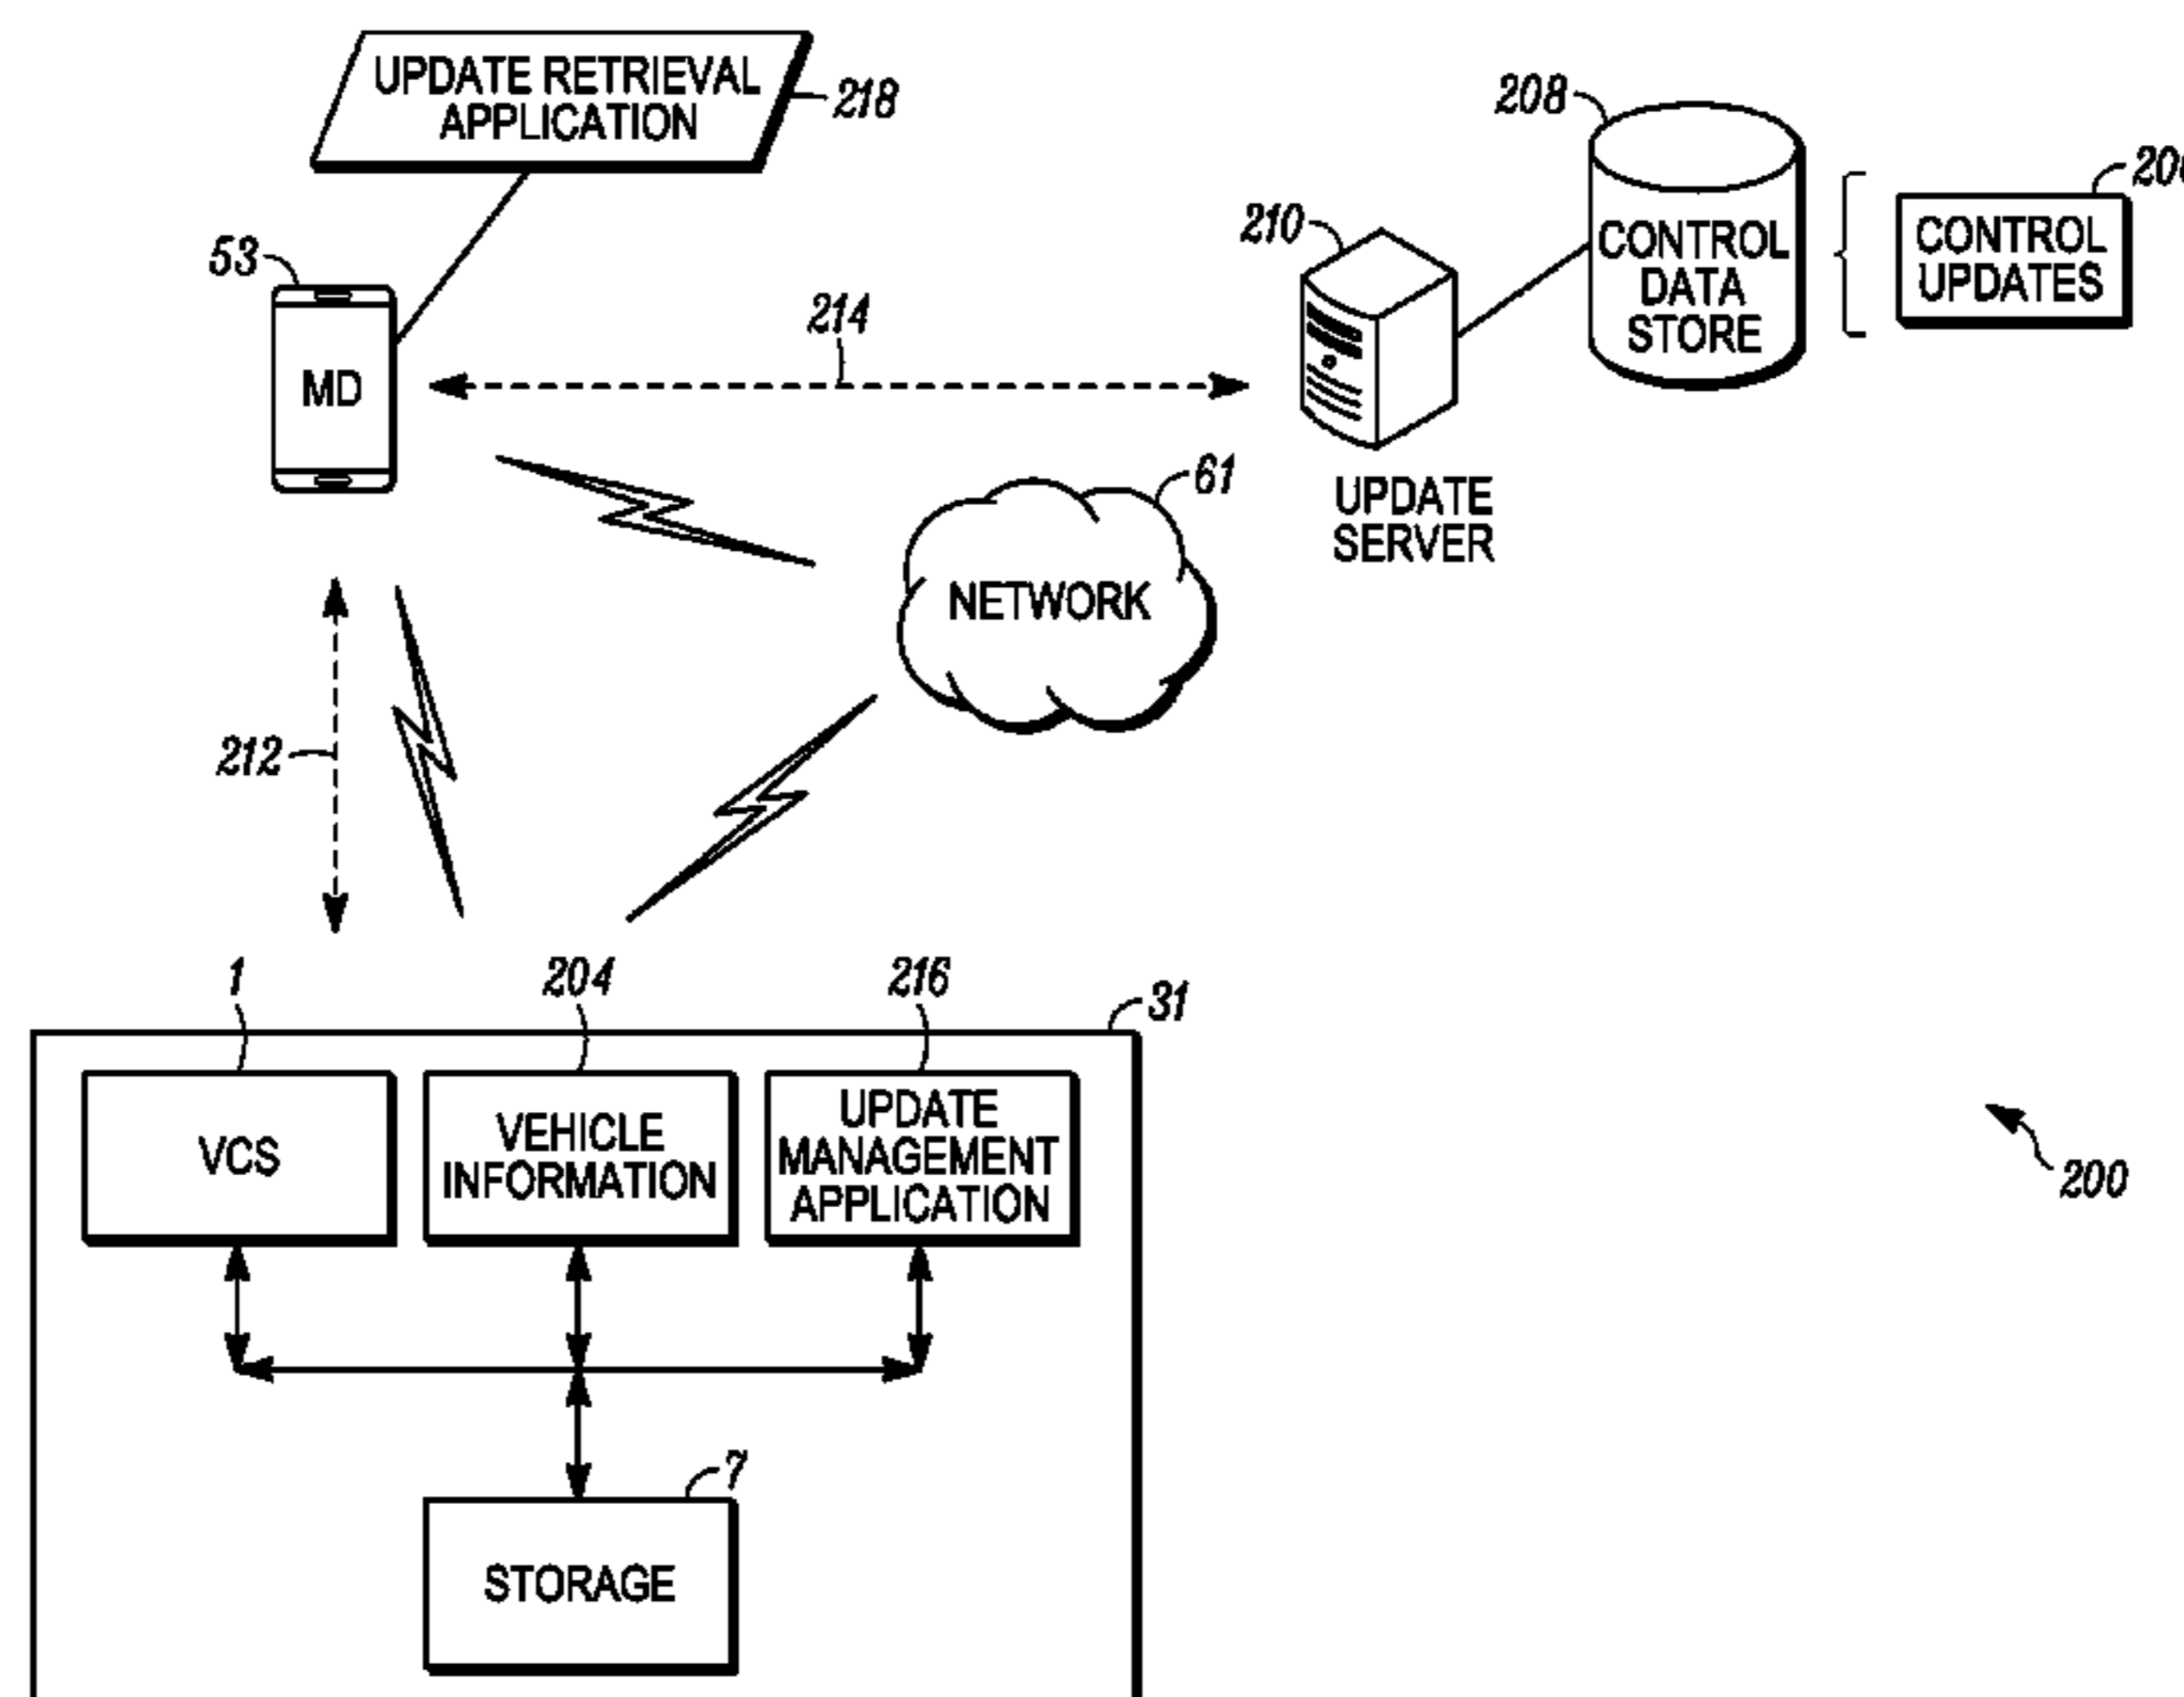 UPDATE RETRIEVAL
APPLICATION
218
208
210
CONTROL
DATA
STORE
CONTROL
UPDATES
53
MD
214
UPDATE
SERVER
61
NETWORK
212
1
204
216
31
VCS
VEHICLE
INFORMATION
UPDATE
MANAGEMENT
APPLICATION
200
7
STORAGE